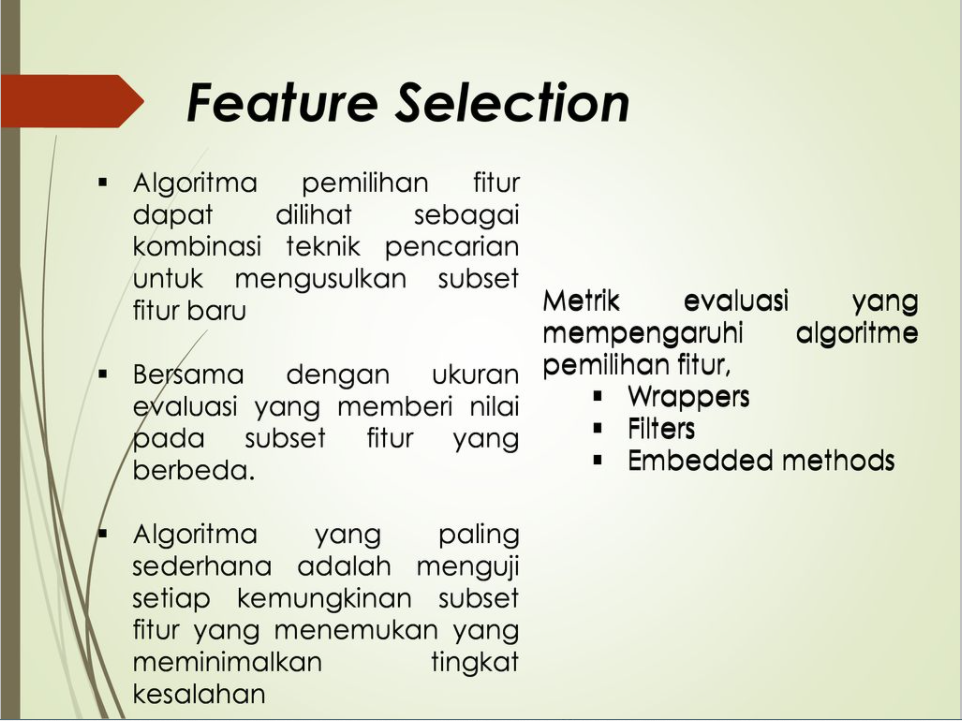 Feature Selection
▪ Algoritma pemilihan fitur
dapat dilihat sebagai
kombinasi teknik pencarian
untuk mengusulkan subset
fitur baru
▪ Bersama dengan ukuran
evaluasi yang memberi nilai
pada subset fitur yang
berbeda.
▪ Algoritma yang paling
sederhana adalah menguji
setiap kemungkinan subset
fitur yang menemukan yang
meminimalkan tingkat
kesalahan
Metrik evaluasi yang
mempengaruhi algoritme
pemilihan fitur,
▪ Wrappers
▪ Filters
▪ Embedded methods